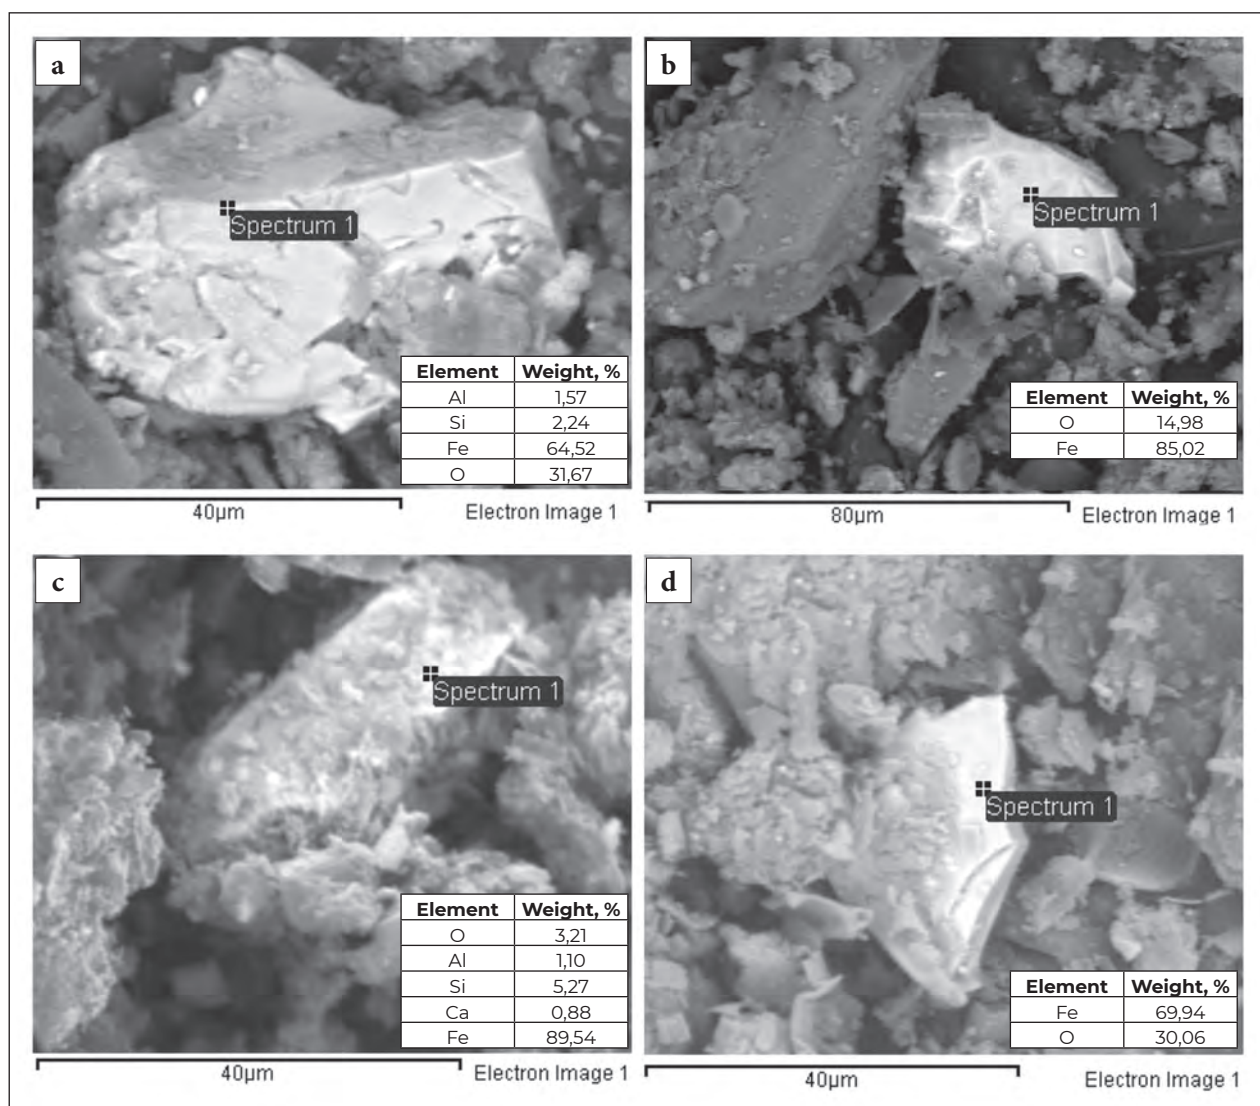 a
Spectrum 1
Element Weight, %
Al 1,57
Si 2,24
Fe 64,52
O 31,67
40µm Electron Image 1
b
Spectrum 1
Element Weight, %
O 14,98
Fe 85,02
80µm Electron Image 1
c
Spectrum 1
Element Weight, %
O 3,21
Al 1,10
Si 5,27
Ca 0,88
Fe 89,54
40µm Electron Image 1
d
Spectrum 1
Element Weight, %
Fe 69,94
O 30,06
40µm Electron Image 1